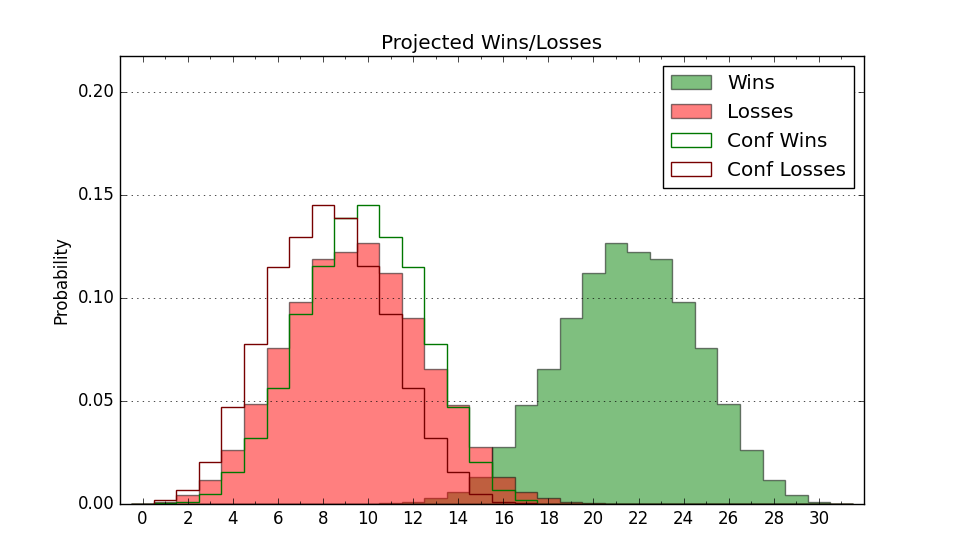 Projected Wins/Losses
Wins
Losses
Conf Wins
Conf Losses
Probability
0.20
0.15
0.10
0.05
0.00
0 2 4 6 8 10 12 14 16 18 20 22 24 26 28 30